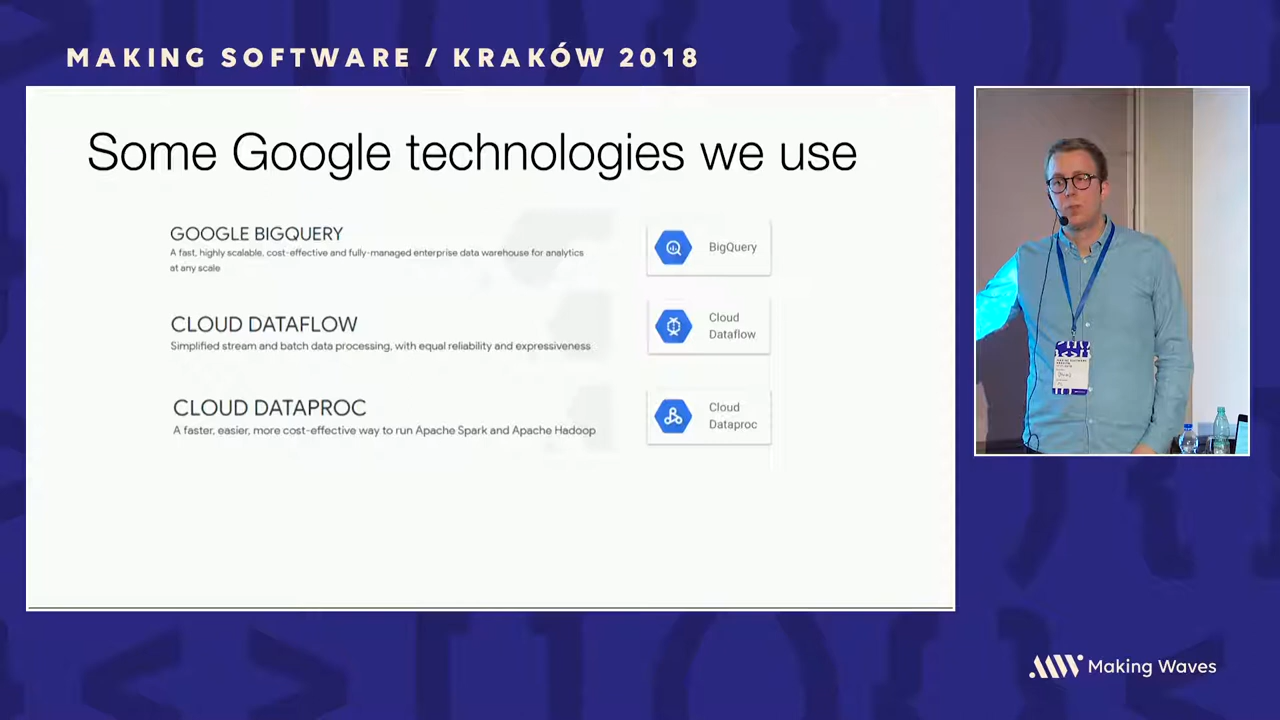 MAKING SOFTWARE / KRAKÓW 2018
Some Google technologies we use
GOOGLE BIGQUERY
A fast, highly scalable, cost-effective and fully-managed enterprise data warehouse for analytics
at any scale
BigQuery
CLOUD DATAFLOW
Simplified stream and batch data processing, with equal reliability and expressiveness
Cloud
Dataflow
CLOUD DATAPROC
A faster, easier, more cost-effective way to run Apache Spark and Apache Hadoop
Cloud
Dataproc
MW Making Waves